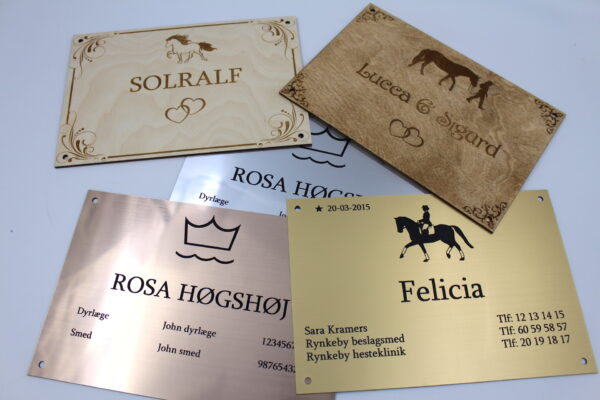 SOLRALF
Lucca & Sigurd
ROSA HØGSHØJ
Dyrlæge
ROSA HØGSHØJ
Dyrlæge John dyrlæge
Smed John smed
★ 20-03-2015
Felicia
Sara Kramers Tlf: 12 13 14 15
Rynkeby beslagsmed Tlf: 60 59 58 57
Rynkeby hesteklinik Tlf: 20 19 18 17